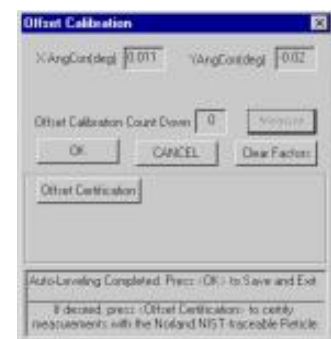 Offset Calibration
X AngCorr(deg) 0.011 YAngCorr(deg) -0.02
Offset Calibration Count Down 0 Measure
OK CANCEL Clear Factors
Offset Certification
Auto-Leveling Completed. Press <OK> to Save and Exit
If desired, press <Offset Certification> to certify
measurements with the Norland NIST traceable Reticle.